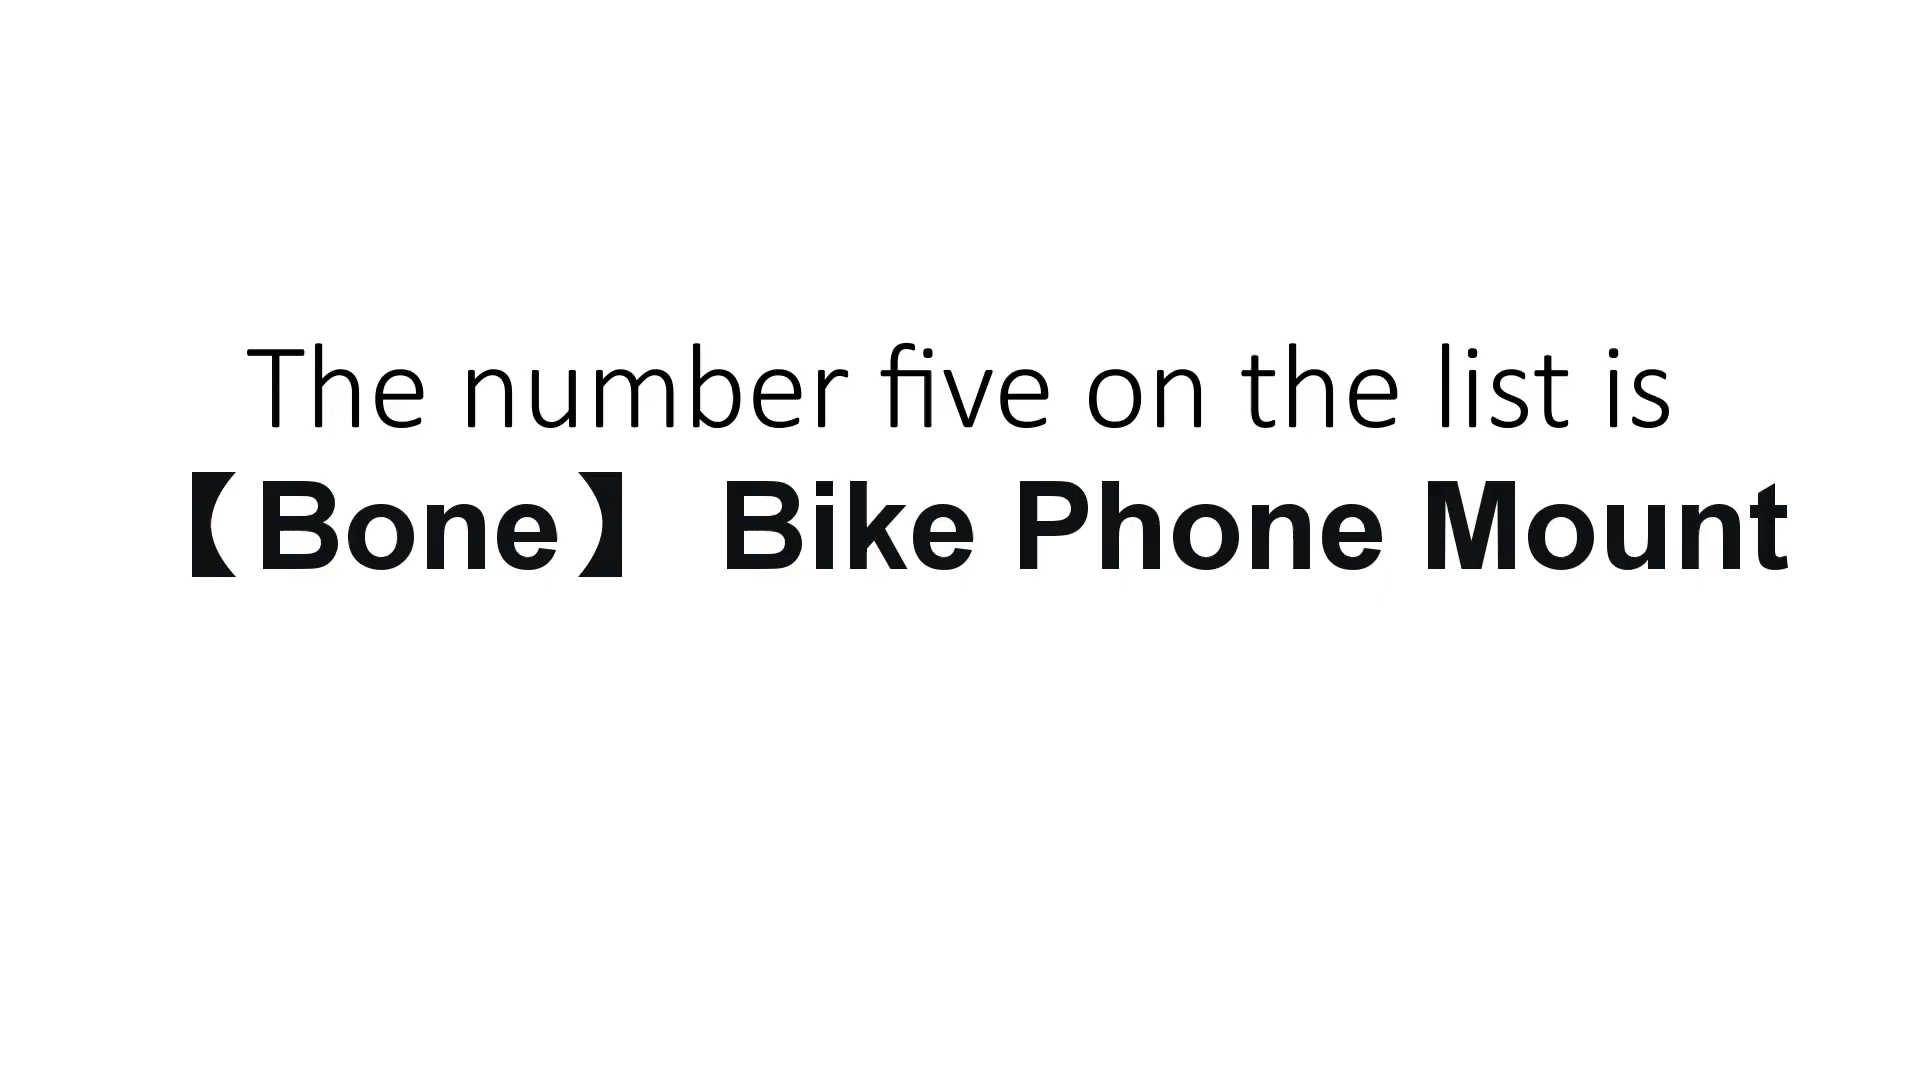 The number five on the list is
【Bone】 Bike Phone Mount